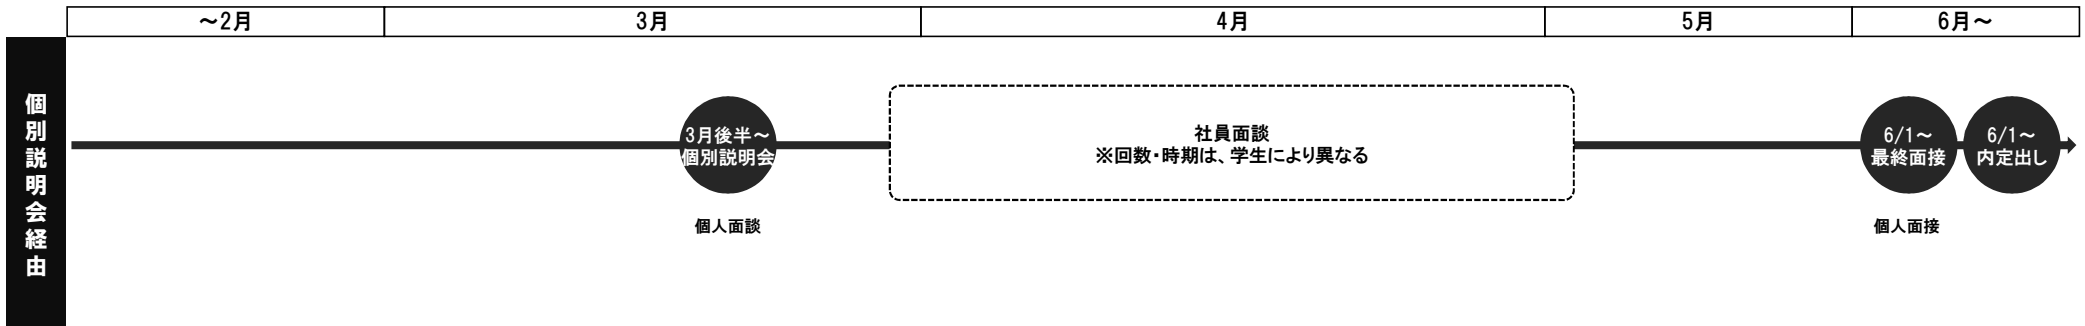 ～2月
3月
4月
5月
6月～
個別説明会経由
3月後半～
個別説明会
社員面談
※回数・時期は、学生により異なる
6/1～
最終面接
6/1～
内定出し
個人面談
個人面接